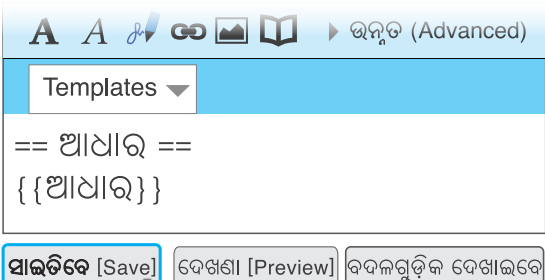 A A ଉନ୍ନତ (Advanced)
Templates
== ଆଧାର ==
{{ଆଧାର}}
ସାଇତିବେ [Save] ଦେଖଣା [Preview] ବଦଳଗୁଡ଼ିକ ଦେଖାଇବେ